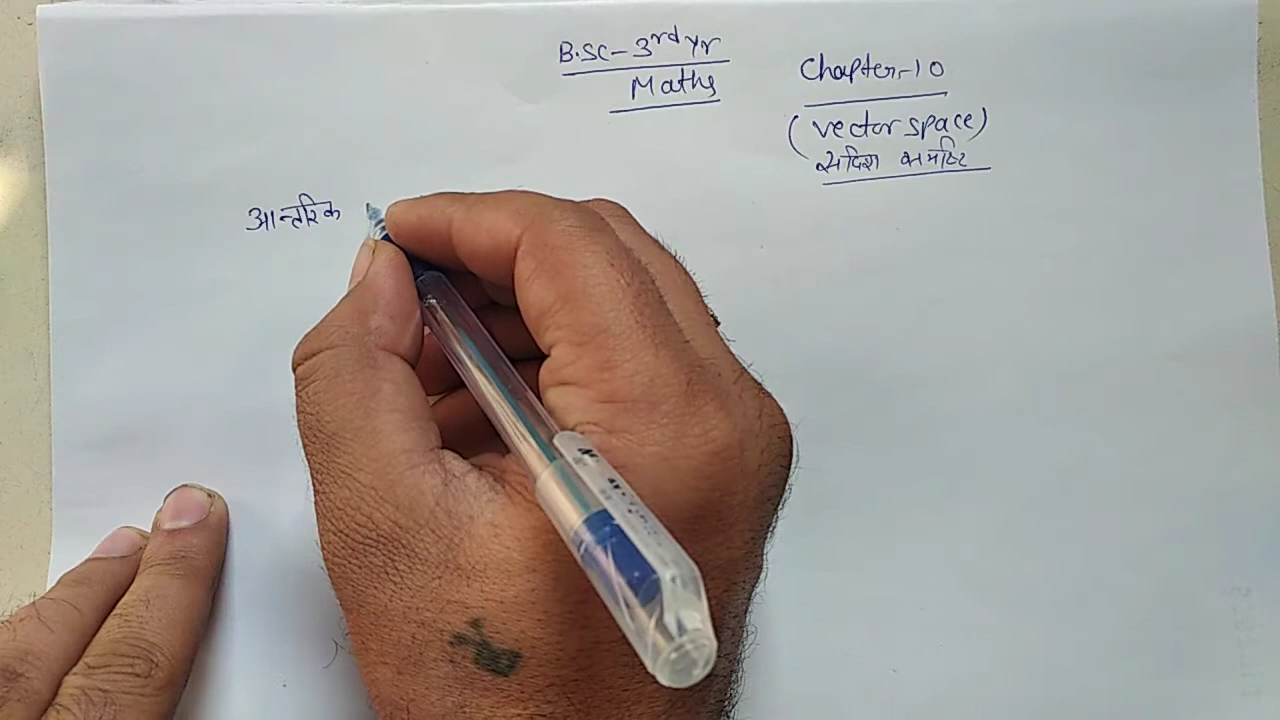 B.SC-3rd yr
Maths
Chapter-10
(vector space)
सदिश समष्टि
आन्तरिक